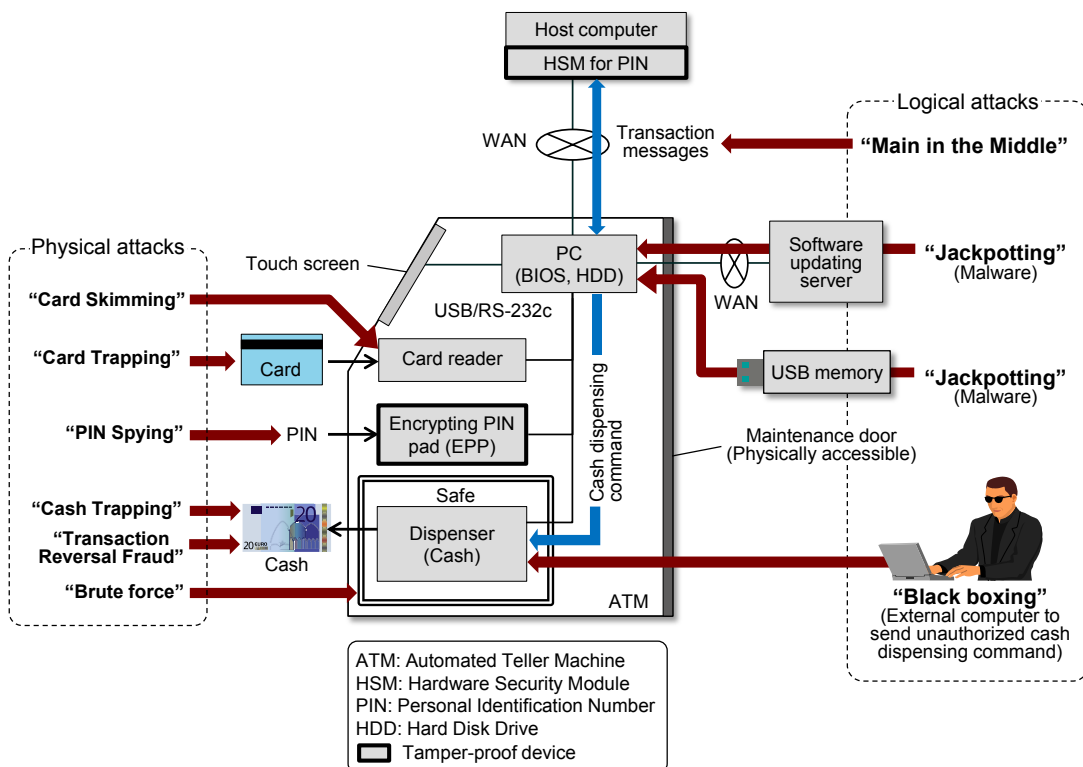 Host computer
HSM for PIN
Logical attacks
WAN
Transaction
messages
“Main in the Middle”
Physical attacks
Touch screen
PC
(BIOS, HDD)
Software
updating
server
“Jackpotting”
(Malware)
WAN
“Card Skimming”
USB/RS-232c
“Card Trapping”
Card
Card reader
USB memory
“Jackpotting”
(Malware)
“PIN Spying”
PIN
Encrypting PIN
pad (EPP)
Cash dispensing
command
Maintenance door
(Physically accessible)
“Cash Trapping”
Safe
20
20 EURO
“Transaction
Reversal Fraud”
Cash
Dispenser
(Cash)
“Brute force”
ATM
“Black boxing”
(External computer to
send unauthorized cash
dispensing command)
ATM: Automated Teller Machine
HSM: Hardware Security Module
PIN: Personal Identification Number
HDD: Hard Disk Drive
Tamper-proof device